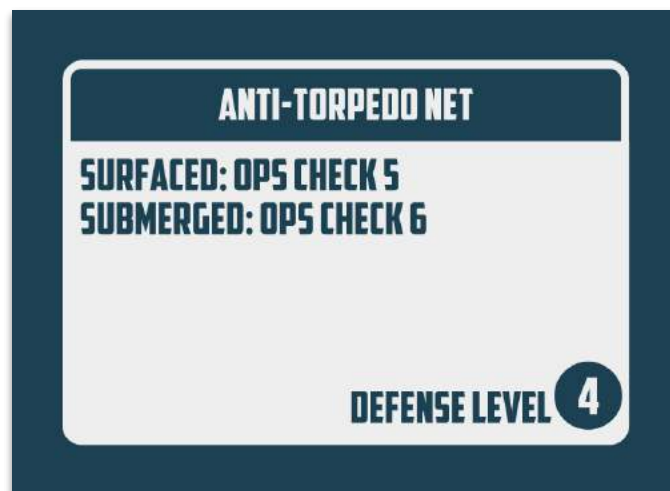 ANTI-TORPEDO NET
SURFACED: OPS CHECK 5
SUBMERGED: OPS CHECK 6
DEFENSE LEVEL 4